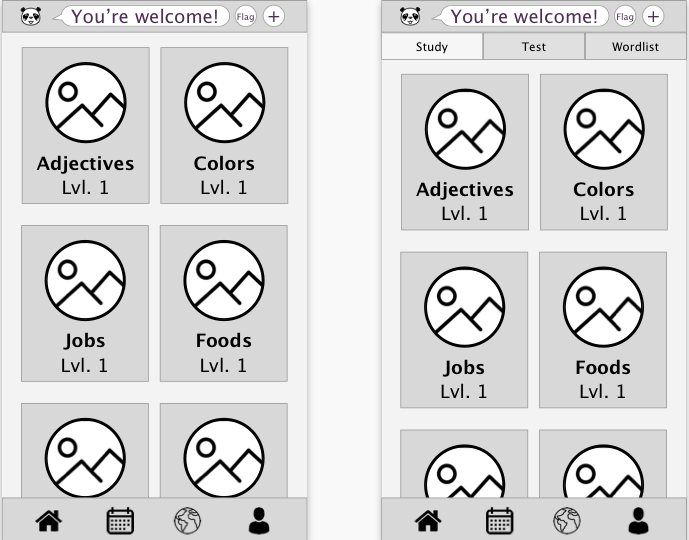 You're welcome!
Flag
+
Adjectives
Lvl. 1
Colors
Lvl. 1
Jobs
Lvl. 1
Foods
Lvl. 1
You're welcome!
Flag
+
Study
Test
Wordlist
Adjectives
Lvl. 1
Colors
Lvl. 1
Jobs
Lvl. 1
Foods
Lvl. 1